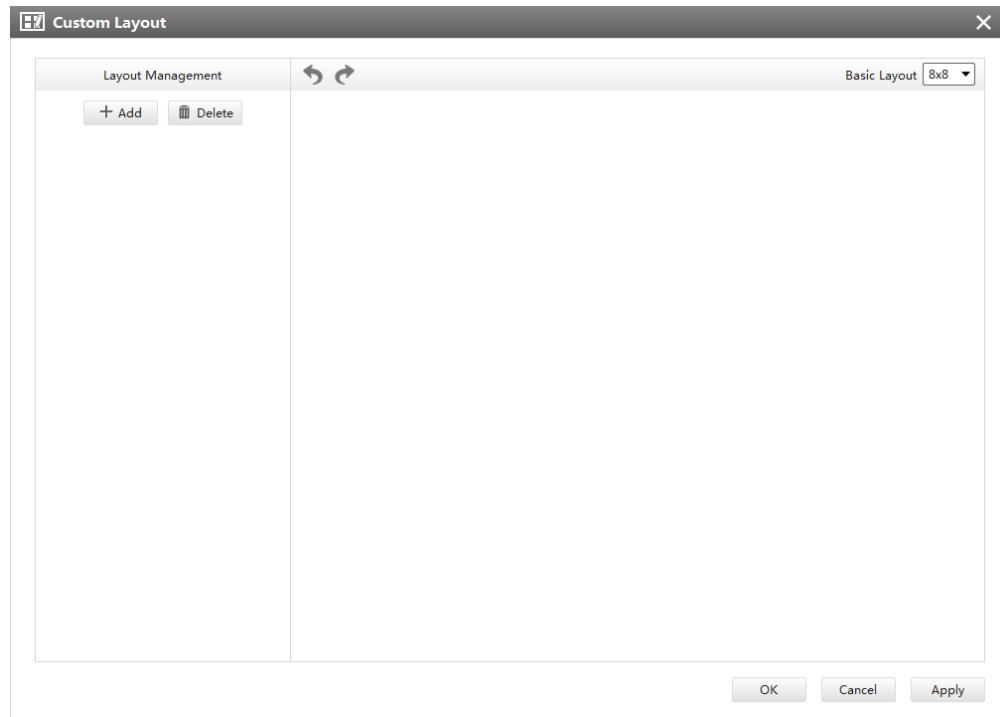 Custom Layout
Layout Management
Basic Layout 8x8
Add Delete
OK Cancel Apply